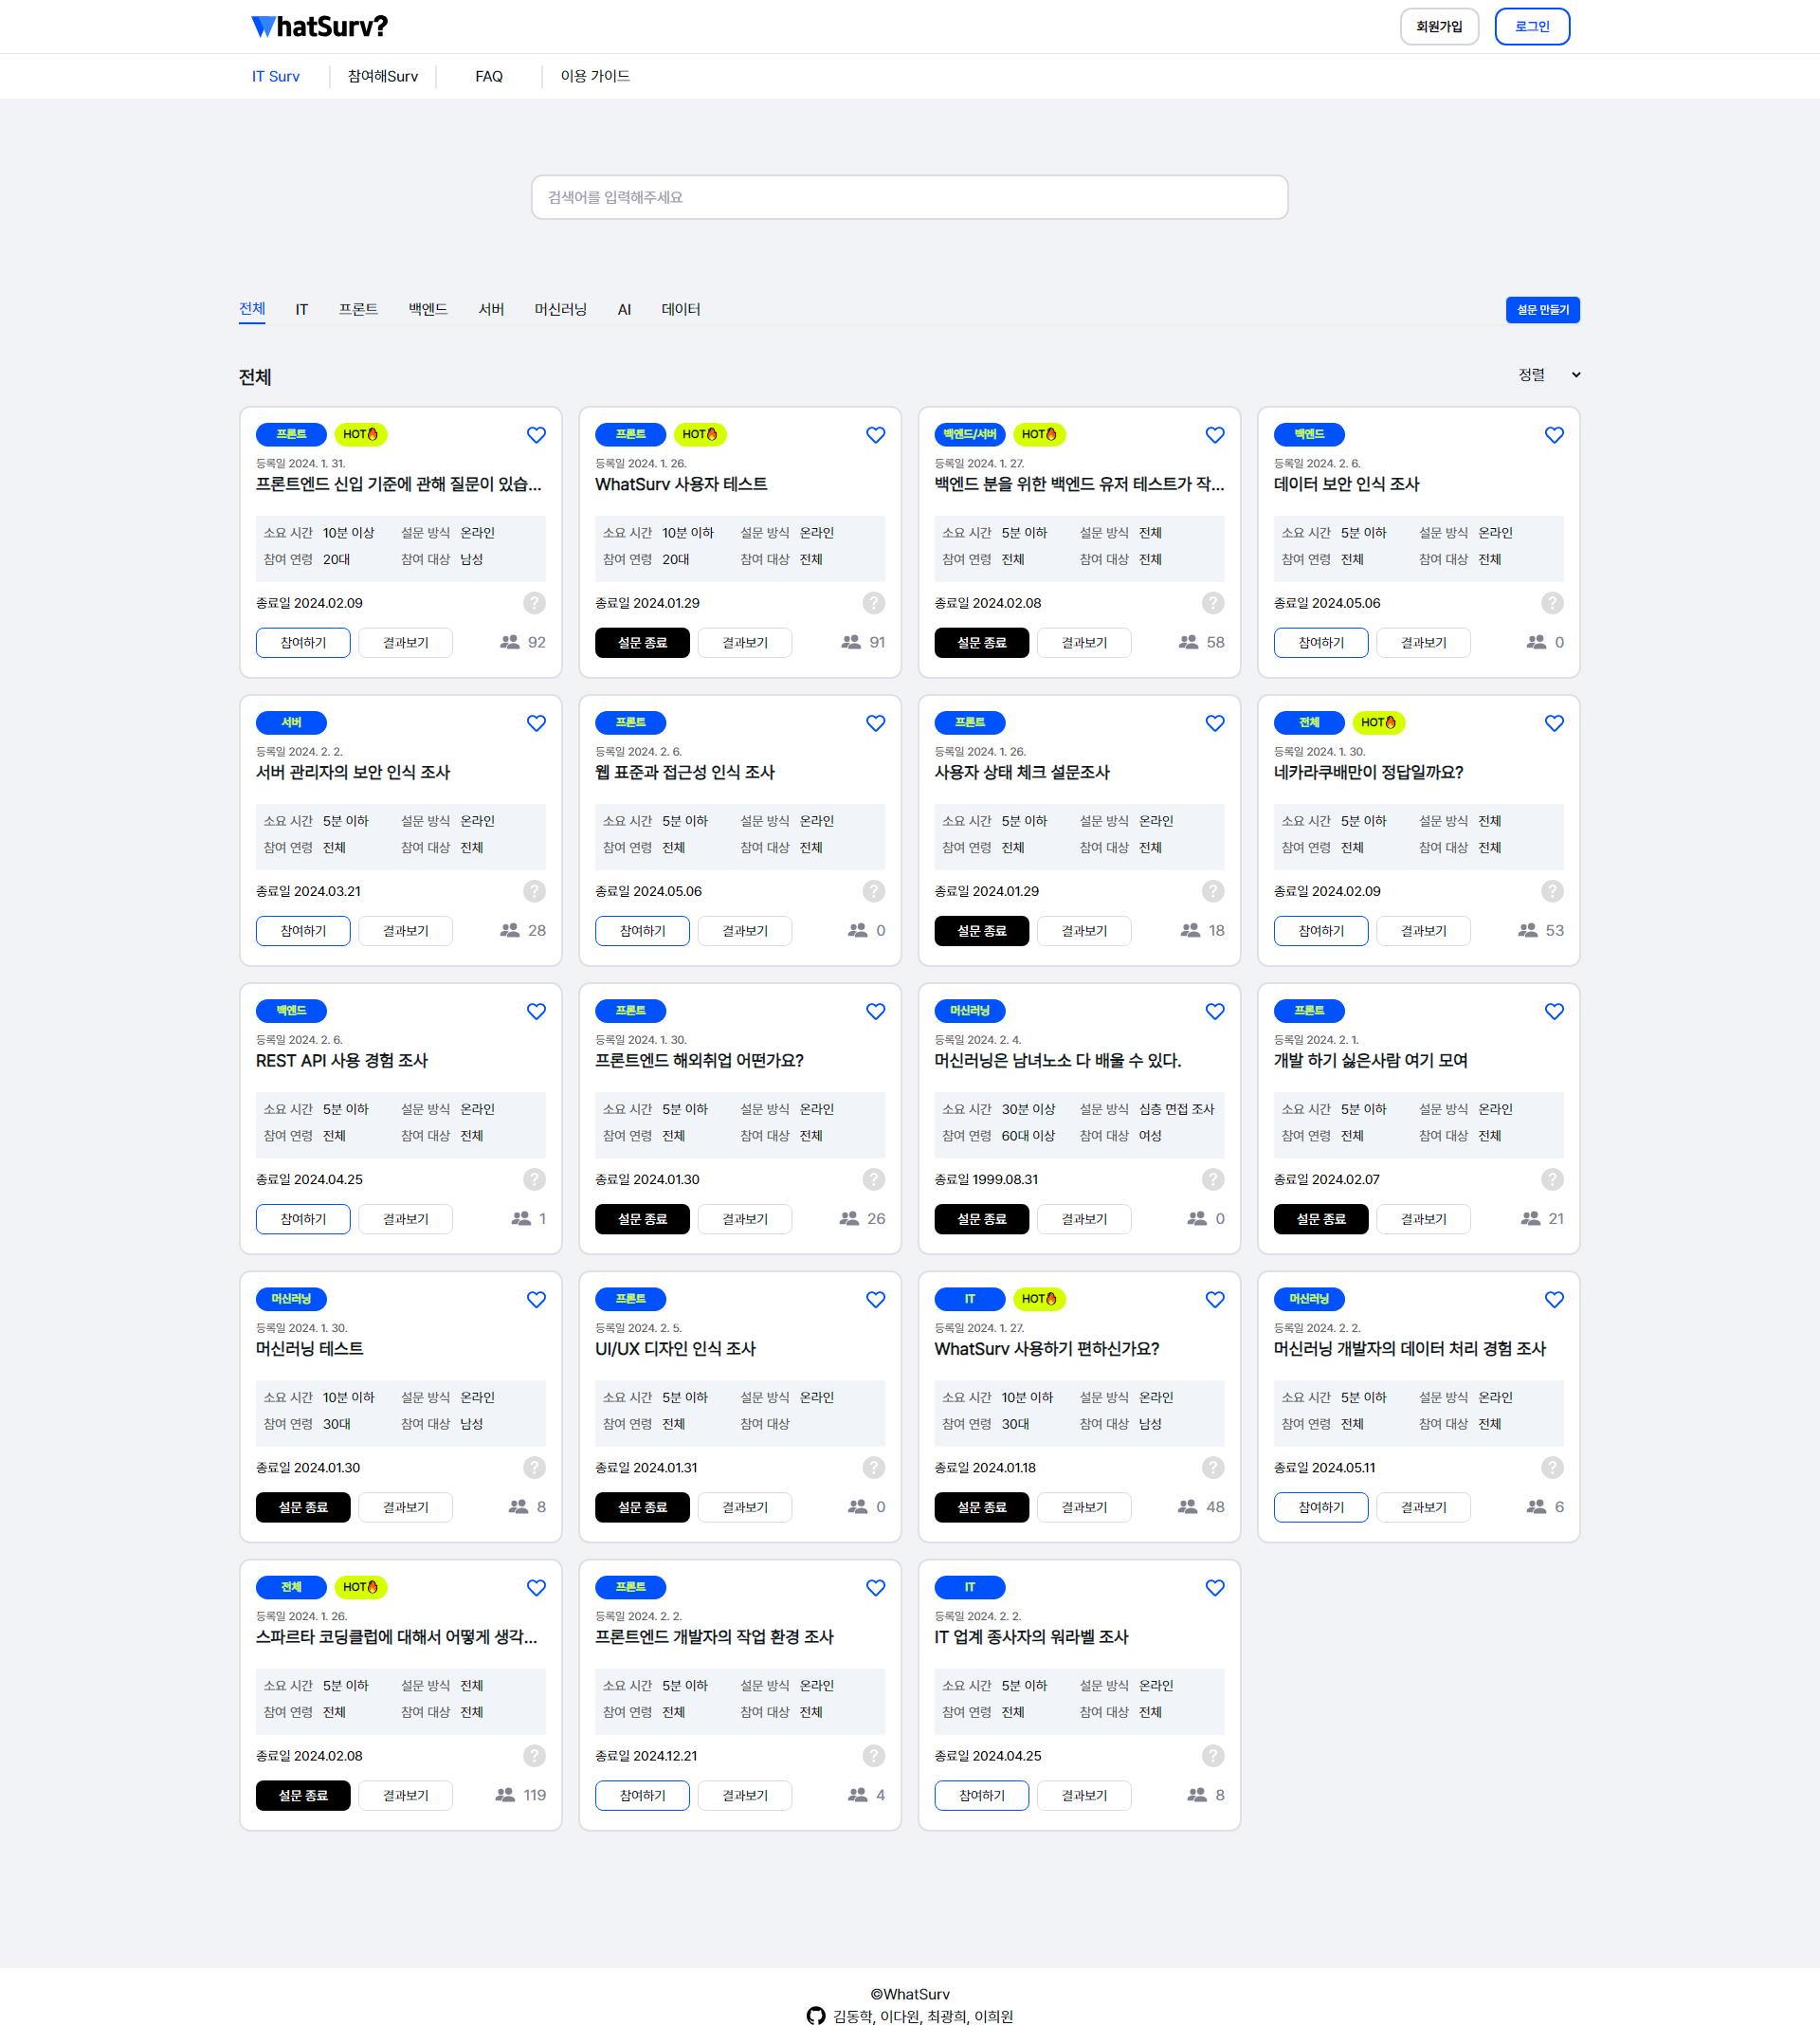 WhatSurv?
회원가입
로그인
IT Surv
참여해Surv
FAQ
이용 가이드
검색어를 입력해주세요
전체 IT 프론트 백엔드 서버 머신러닝 AI 데이터
설문 만들기
전체
정렬
프론트 HOT🔥
등록일 2024. 1. 31.
프론트엔드 신입 기준에 관해 질문이 있습...
소요 시간 10분 이상 설문 방식 온라인
참여 연령 20대 참여 대상 남성
종료일 2024.02.09 ?
참여하기 결과보기 92
프론트 HOT🔥
등록일 2024. 1. 26.
WhatSurv 사용자 테스트
소요 시간 10분 이하 설문 방식 온라인
참여 연령 20대 참여 대상 전체
종료일 2024.01.29 ?
설문 종료 결과보기 91
백엔드/서버 HOT🔥
등록일 2024. 1. 27.
백엔드 분을 위한 백엔드 유저 테스트가 작...
소요 시간 5분 이하 설문 방식 전체
참여 연령 전체 참여 대상 전체
종료일 2024.02.08 ?
설문 종료 결과보기 58
백엔드
등록일 2024. 2. 6.
데이터 보안 인식 조사
소요 시간 5분 이하 설문 방식 온라인
참여 연령 전체 참여 대상 전체
종료일 2024.05.06 ?
참여하기 결과보기 0
서버
등록일 2024. 2. 2.
서버 관리자의 보안 인식 조사
소요 시간 5분 이하 설문 방식 온라인
참여 연령 전체 참여 대상 전체
종료일 2024.03.21 ?
참여하기 결과보기 28
프론트
등록일 2024. 2. 6.
웹 표준과 접근성 인식 조사
소요 시간 5분 이하 설문 방식 온라인
참여 연령 전체 참여 대상 전체
종료일 2024.05.06 ?
참여하기 결과보기 0
프론트
등록일 2024. 1. 26.
사용자 상태 체크 설문조사
소요 시간 5분 이하 설문 방식 온라인
참여 연령 전체 참여 대상 전체
종료일 2024.01.29 ?
설문 종료 결과보기 18
전체 HOT🔥
등록일 2024. 1. 30.
네카라쿠배만이 정답일까요?
소요 시간 5분 이하 설문 방식 전체
참여 연령 전체 참여 대상 전체
종료일 2024.02.09 ?
참여하기 결과보기 53
백엔드
등록일 2024. 2. 6.
REST API 사용 경험 조사
소요 시간 5분 이하 설문 방식 온라인
참여 연령 전체 참여 대상 전체
종료일 2024.04.25 ?
참여하기 결과보기 1
프론트
등록일 2024. 1. 30.
프론트엔드 해외취업 어떤가요?
소요 시간 5분 이하 설문 방식 온라인
참여 연령 전체 참여 대상 전체
종료일 2024.01.30 ?
설문 종료 결과보기 26
머신러닝
등록일 2024. 2. 4.
머신러닝은 남녀노소 다 배울 수 있다.
소요 시간 30분 이상 설문 방식 심층 면접 조사
참여 연령 60대 이상 참여 대상 여성
종료일 1999.08.31 ?
설문 종료 결과보기 0
프론트
등록일 2024. 2. 1.
개발 하기 싫은사람 여기 모여
소요 시간 5분 이하 설문 방식 온라인
참여 연령 전체 참여 대상 전체
종료일 2024.02.07 ?
설문 종료 결과보기 21
머신러닝
등록일 2024. 1. 30.
머신러닝 테스트
소요 시간 10분 이하 설문 방식 온라인
참여 연령 30대 참여 대상 남성
종료일 2024.01.30 ?
설문 종료 결과보기 8
프론트
등록일 2024. 2. 5.
UI/UX 디자인 인식 조사
소요 시간 5분 이하 설문 방식 온라인
참여 연령 전체 참여 대상
종료일 2024.01.31 ?
설문 종료 결과보기 0
IT HOT🔥
등록일 2024. 1. 27.
WhatSurv 사용하기 편하신가요?
소요 시간 10분 이하 설문 방식 온라인
참여 연령 30대 참여 대상 남성
종료일 2024.01.18 ?
설문 종료 결과보기 48
머신러닝
등록일 2024. 2. 2.
머신러닝 개발자의 데이터 처리 경험 조사
소요 시간 5분 이하 설문 방식 온라인
참여 연령 전체 참여 대상 전체
종료일 2024.05.11 ?
참여하기 결과보기 6
전체 HOT🔥
등록일 2024. 1. 26.
스파르타 코딩클럽에 대해서 어떻게 생각...
소요 시간 5분 이하 설문 방식 전체
참여 연령 전체 참여 대상 전체
종료일 2024.02.08 ?
설문 종료 결과보기 119
프론트
등록일 2024. 2. 2.
프론트엔드 개발자의 작업 환경 조사
소요 시간 5분 이하 설문 방식 온라인
참여 연령 전체 참여 대상 전체
종료일 2024.12.21 ?
참여하기 결과보기 4
IT
등록일 2024. 2. 2.
IT 업계 종사자의 워라벨 조사
소요 시간 5분 이하 설문 방식 온라인
참여 연령 전체 참여 대상 전체
종료일 2024.04.25 ?
참여하기 결과보기 8
©WhatSurv
김동학, 이다원, 최광희, 이희원